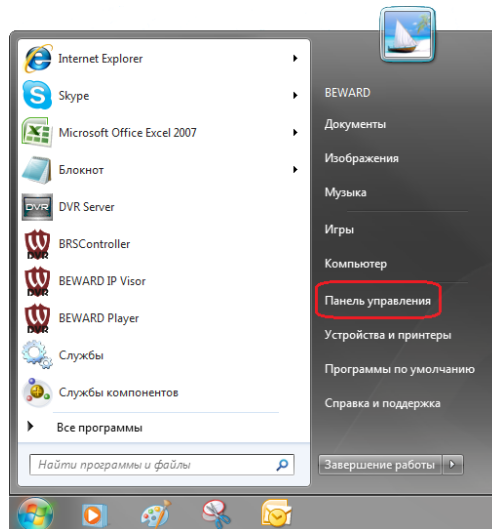 Internet Explorer
Skype
Microsoft Office Excel 2007
Блокнот
DVR Server
BRSController
BEWARD IP Visor
BEWARD Player
Службы
Службы компонентов
Все программы
Найти программы и файлы
BEWARD
Документы
Изображения
Музыка
Игры
Компьютер
Панель управления
Устройства и принтеры
Программы по умолчанию
Справка и поддержка
Завершение работы